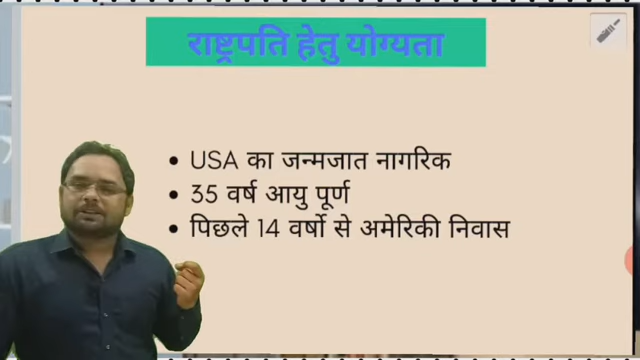 राष्ट्रपति हेतु योग्यता
• USA का जन्मजात नागरिक
• 35 वर्ष आयु पूर्ण
• पिछले 14 वर्षो से अमेरिकी निवास